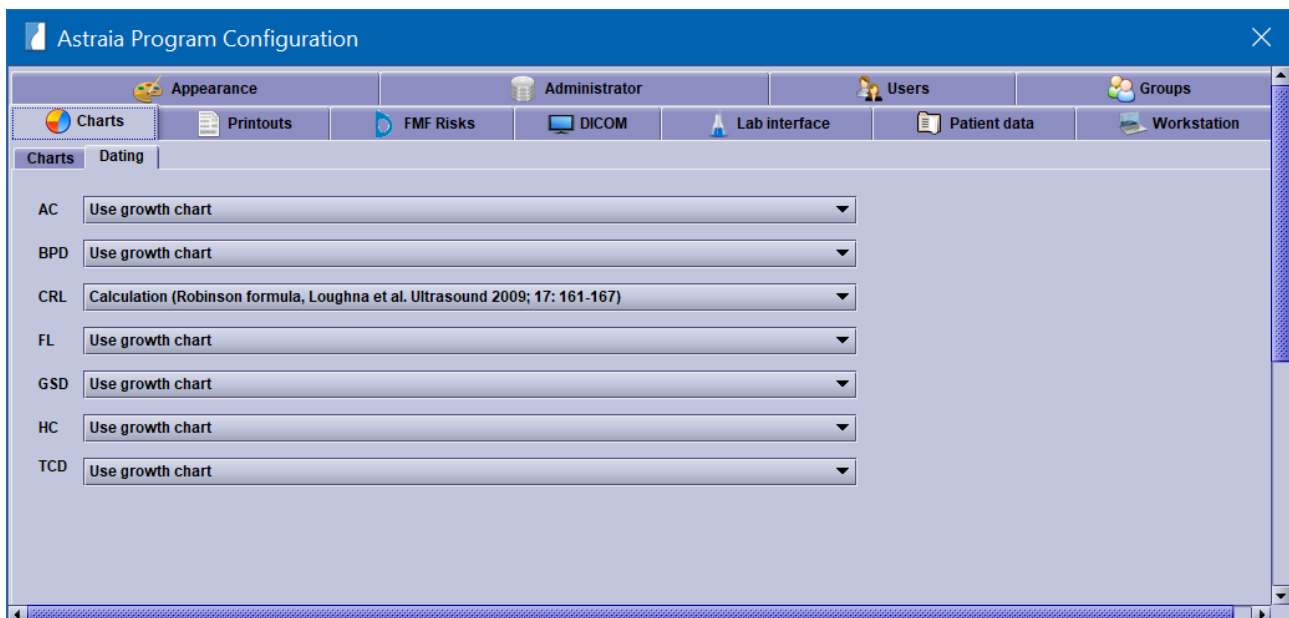 Astraia Program Configuration
Appearance Administrator Users Groups
Charts Printouts FMF Risks DICOM Lab interface Patient data Workstation
Charts Dating
AC Use growth chart
BPD Use growth chart
CRL Calculation (Robinson formula, Loughna et al. Ultrasound 2009; 17: 161-167)
FL Use growth chart
GSD Use growth chart
HC Use growth chart
TCD Use growth chart